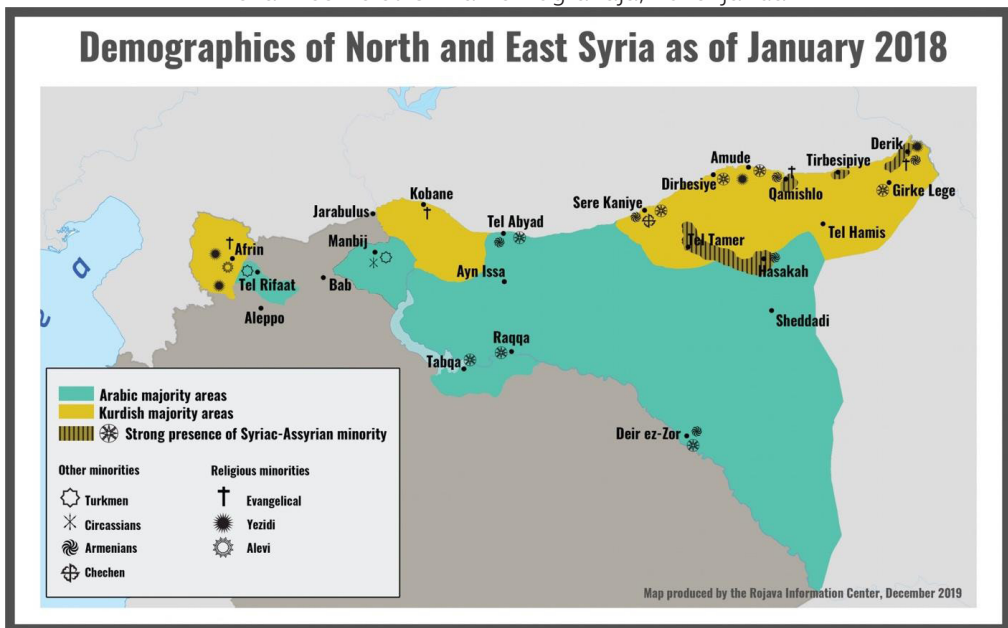 Demographics of North and East Syria as of January 2018
Derik
Amude
Tirbesipiye
Dirbesiye
Qamishlo
Girke Lege
Kobane
Sere Kaniye
Jarabulus
Tel Abyad
Tel Hamis
Manbij
Tel Tamer
Afrin
Hasakah
Ayn Issa
Tel Rifaat
Bab
Aleppo
Sheddadi
Raqqa
Tabqa
Deir ez-Zor
a
Arabic majority areas
Kurdish majority areas
Strong presence of Syriac-Assyrian minority
Other minorities
Turkmen
Circassians
Armenians
Chechen
Religious minorities
Evangelical
Yezidi
Alevi
Map produced by the Rojava Information Center, December 2019